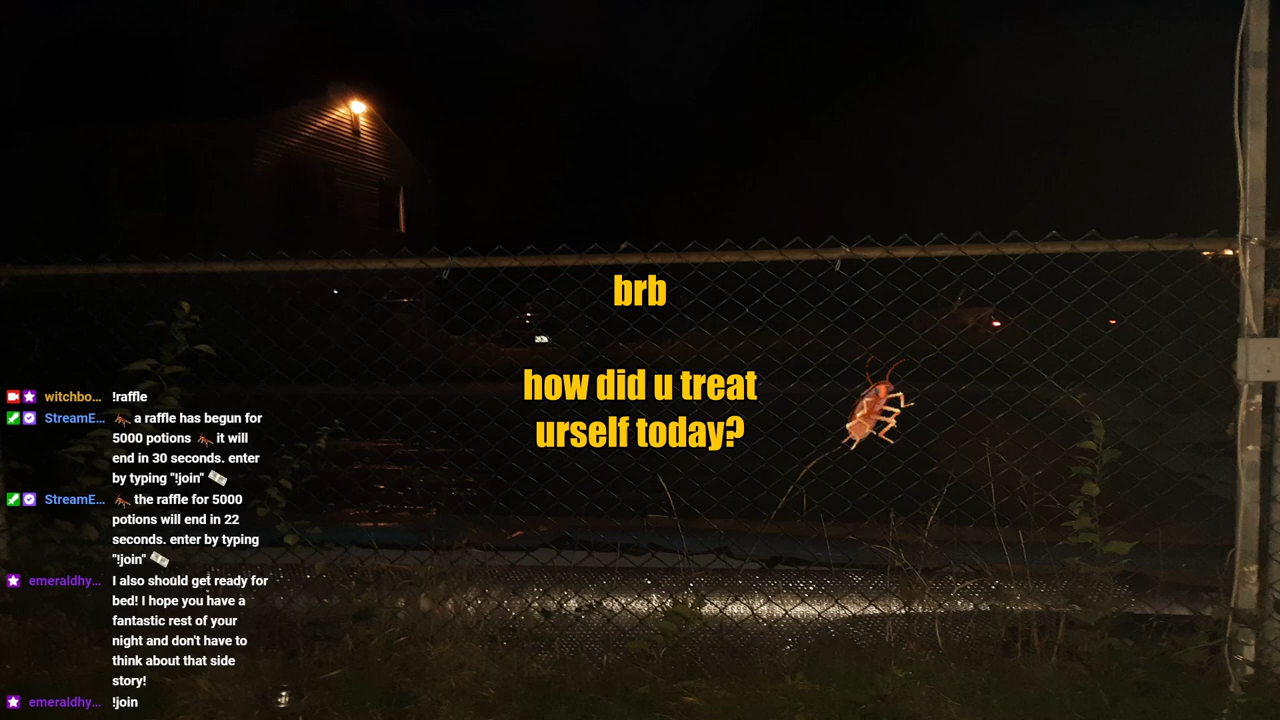 brb
how did u treat
urself today?
witchbo... !raffle
StreamE... a raffle has begun for
5000 potions it will
end in 30 seconds. enter
by typing "!join"
StreamE... the raffle for 5000
potions will end in 22
seconds. enter by typing
"!join"
emeraldhy... I also should get ready for
bed! I hope you have a
fantastic rest of your
night and don't have to
think about that side
story!
emeraldhy... !join